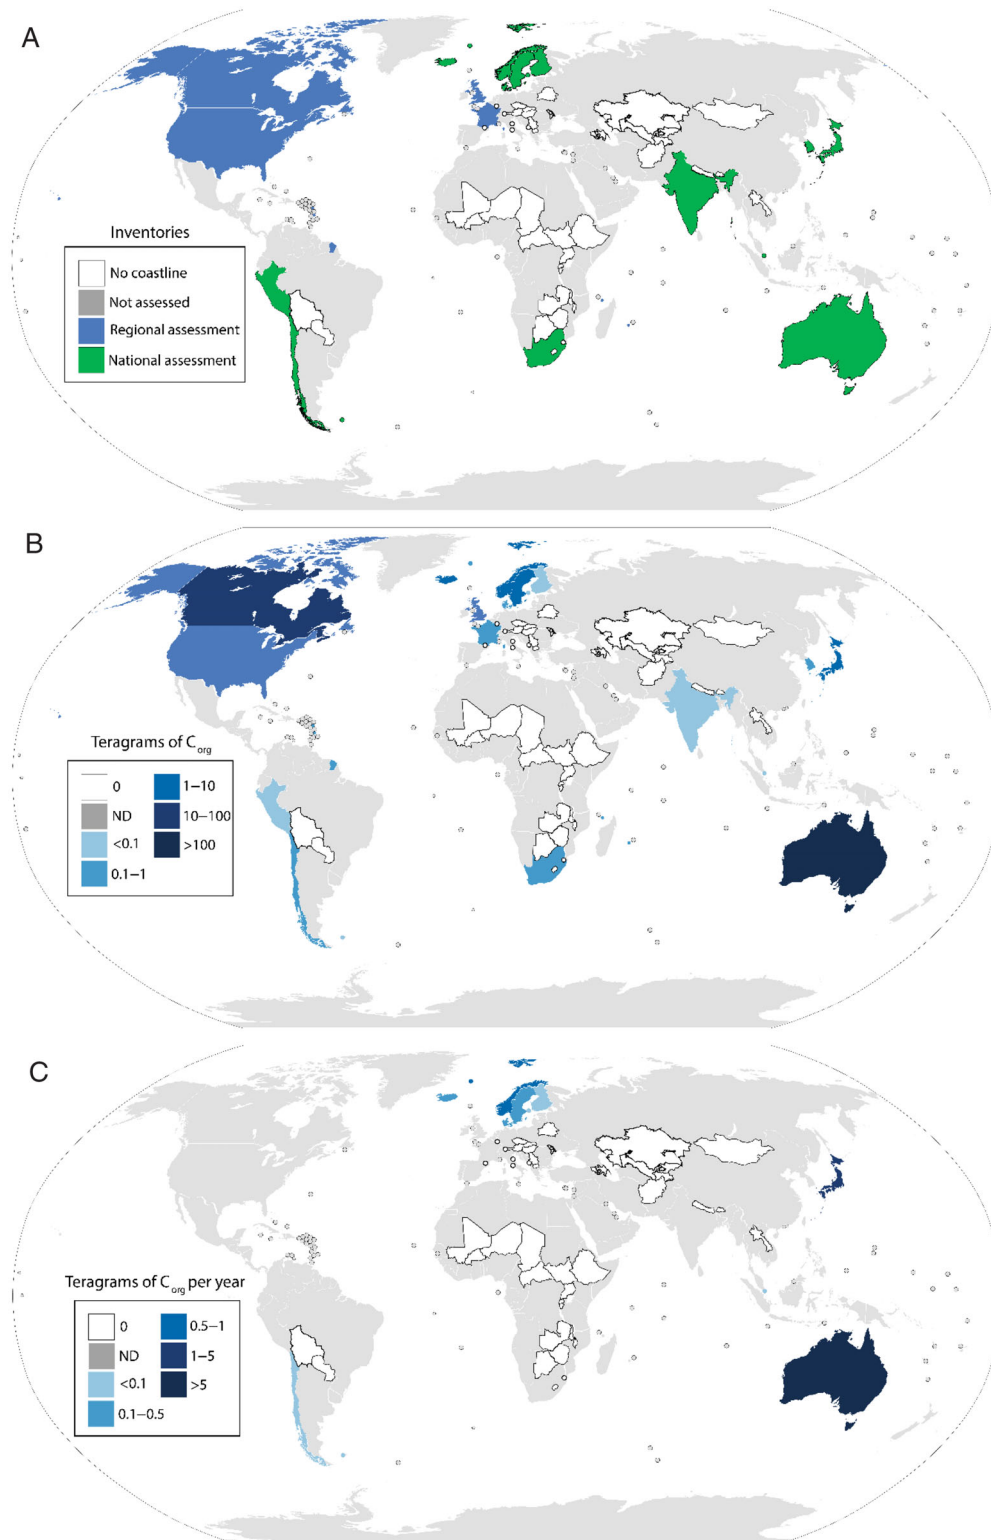 A
Inventories
No coastline
Not assessed
Regional assessment
National assessment
B
Teragrams of Corg
0
1–10
ND
10–100
<0.1
>100
0.1–1
C
Teragrams of Corg per year
0
0.5–1
ND
1–5
<0.1
>5
0.1–0.5